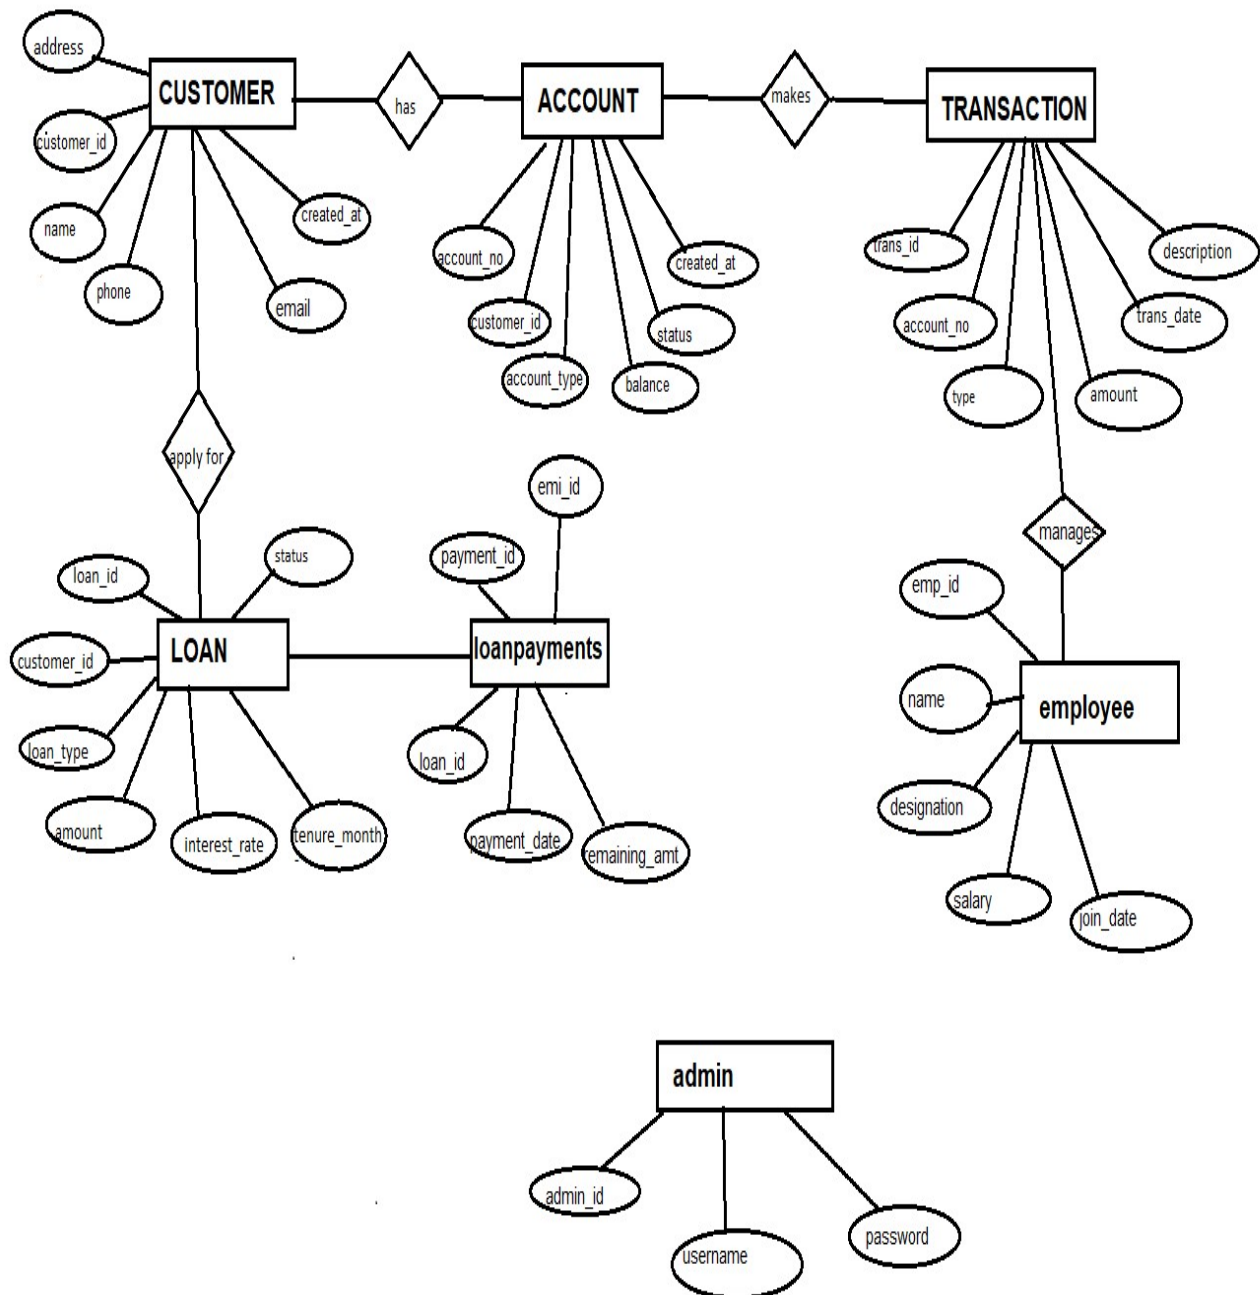 address
CUSTOMER
has
ACCOUNT
makes
TRANSACTION
customer_id
name
phone
email
created_at
account_no
customer_id
account_type
balance
status
created_at
trans_id
account_no
type
amount
trans_date
description
apply for
manages
loan_id
status
customer_id
LOAN
loan_type
amount
interest_rate
tenure_month
emi_id
payment_id
loanpayments
loan_id
payment_date
remaining_amt
emp_id
name
employee
designation
salary
join_date
admin
admin_id
username
password